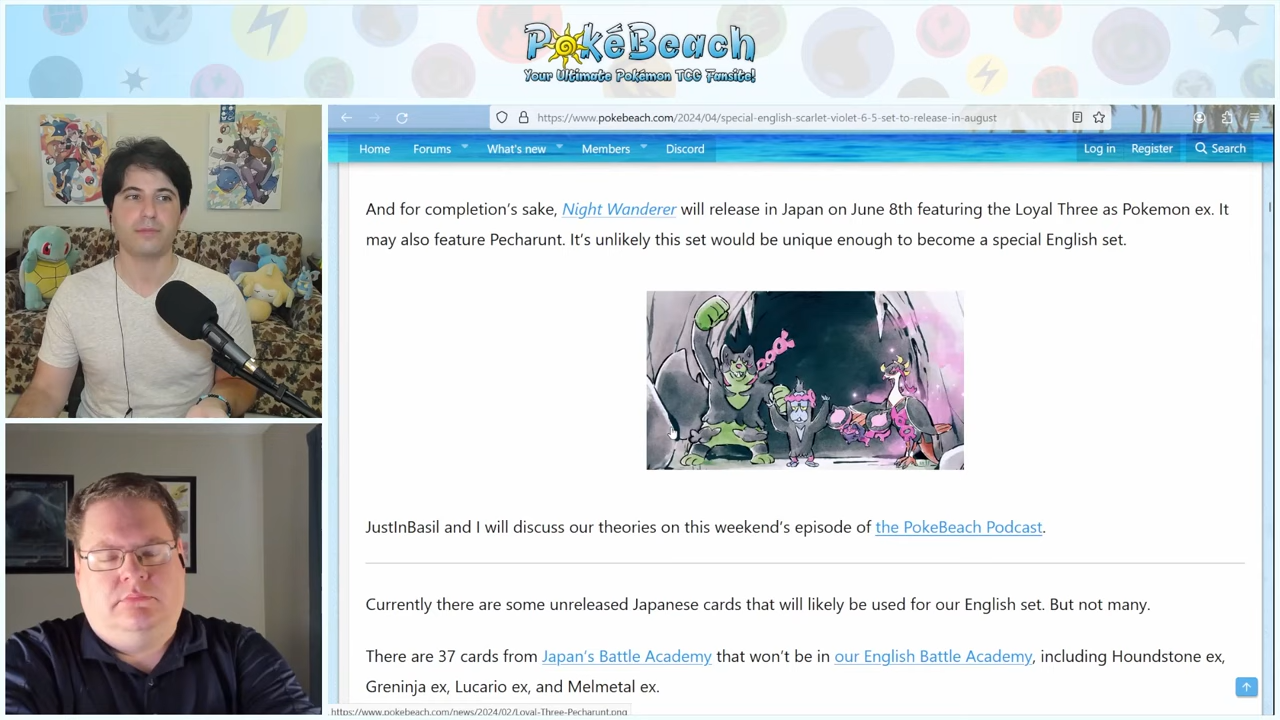 PokéBeach
Your Ultimate Pokémon TCG Fansite!
https://www.pokebeach.com/2024/04/special-english-scarlet-violet-6-5-set-to-release-in-august
Home Forums What's new Members Discord Log in Register Search
And for completion's sake, Night Wanderer will release in Japan on June 8th featuring the Loyal Three as Pokemon ex. It
may also feature Pecharunt. It's unlikely this set would be unique enough to become a special English set.
JustInBasil and I will discuss our theories on this weekend's episode of the PokeBeach Podcast.
Currently there are some unreleased Japanese cards that will likely be used for our English set. But not many.
There are 37 cards from Japan's Battle Academy that won't be in our English Battle Academy, including Houndstone ex,
Greninja ex, Lucario ex, and Melmetal ex.
https://www.pokebeach.com/news/2024/02/Loyal-Three-Pecharunt.png